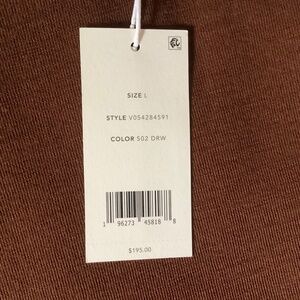 SIZE L
STYLE V054284591
COLOR 502 DRW
1 96273 45818 8
$195.00